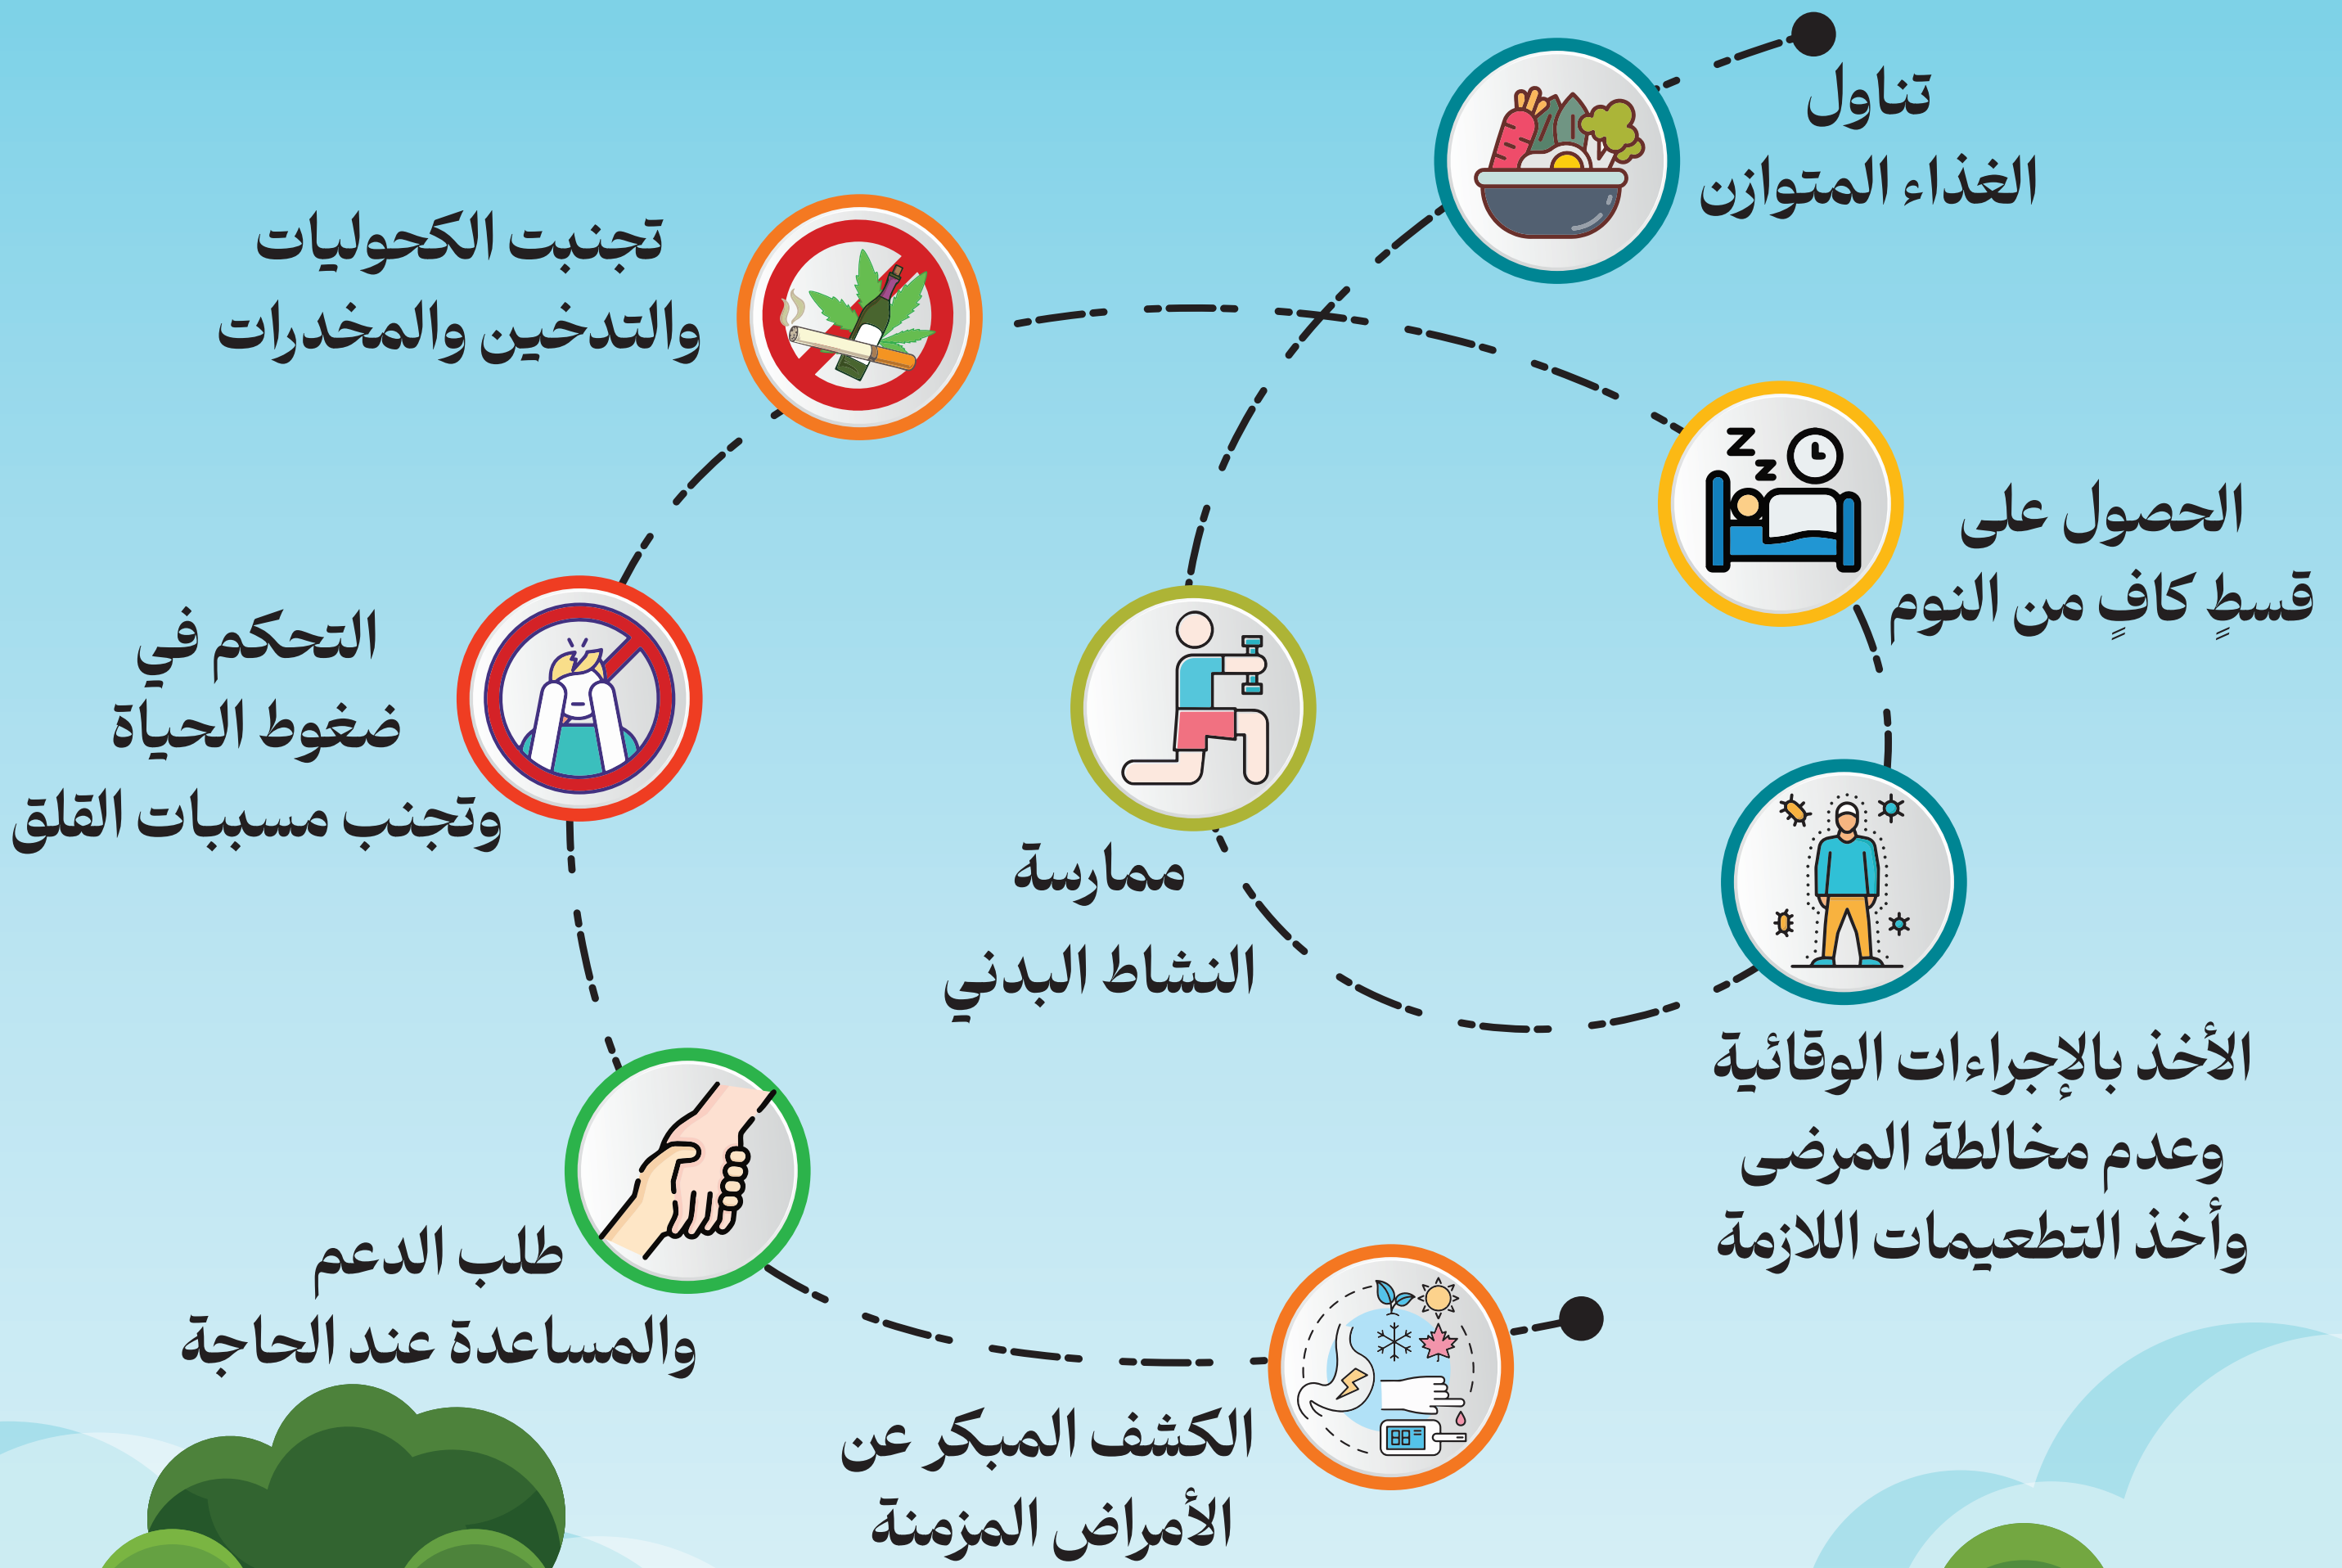 تناول
الغذاء المتوازن
تجنبت الكحوليات
والتدخين والمخدرات
الحصول على
قسطٍ كافٍ من النوم
التحكم في
ضغوط الحياة
وتجنب مسببات القلق
ممارسة
النشاط البدني
الأخذ بالإجراءات الوقائية
وعدم مخالطة المرضى
وأخذ التطعيمات اللازمة
طلب الدعم
والمساعدة عند الحاجة
الكشف المبكر عن
الأمراض المزمنة
Z
Z